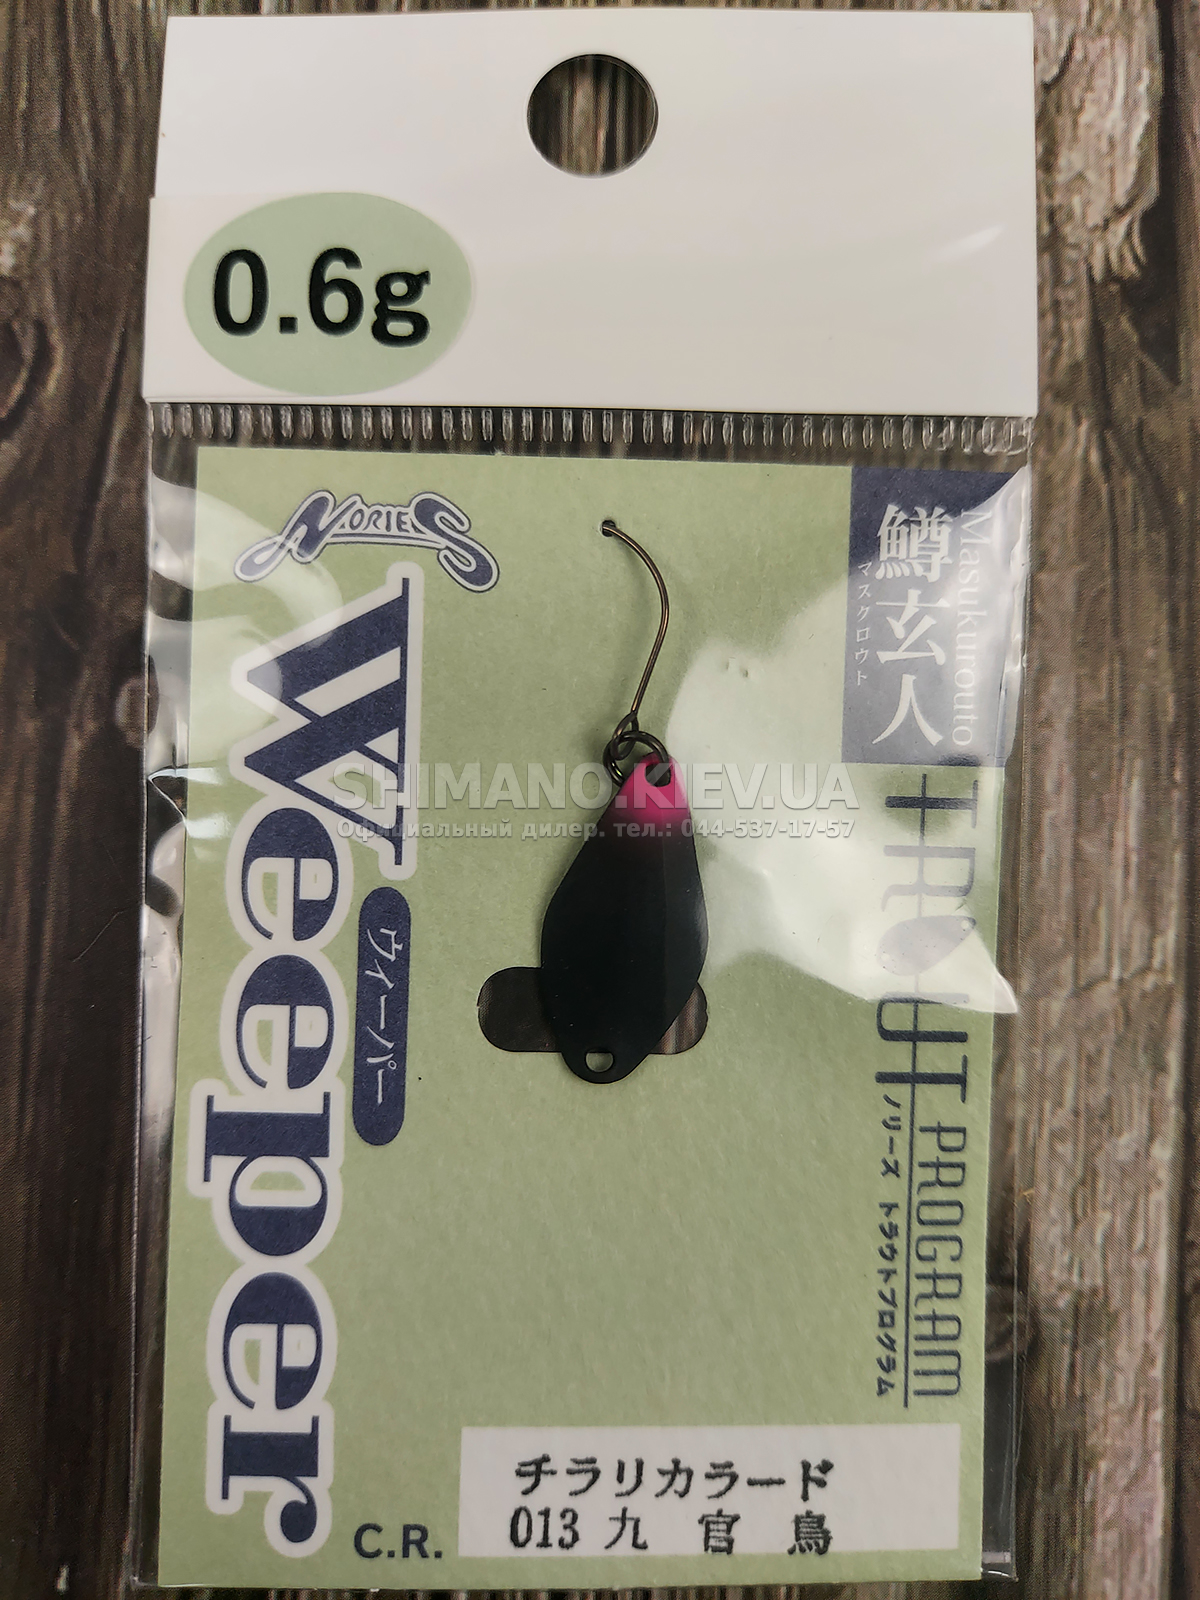 0.6g
NORIES
Weeper
ウィーパー
Masukurouto
鱒玄人
マスクロウト
TROUT PROGRAM
ノリーズ トラウトプログラム
SHIMANO.KIEV.UA
Официальный дилер. тел.: 044-537-17-57
C.R.
チラリカラード
013 九 官 鳥